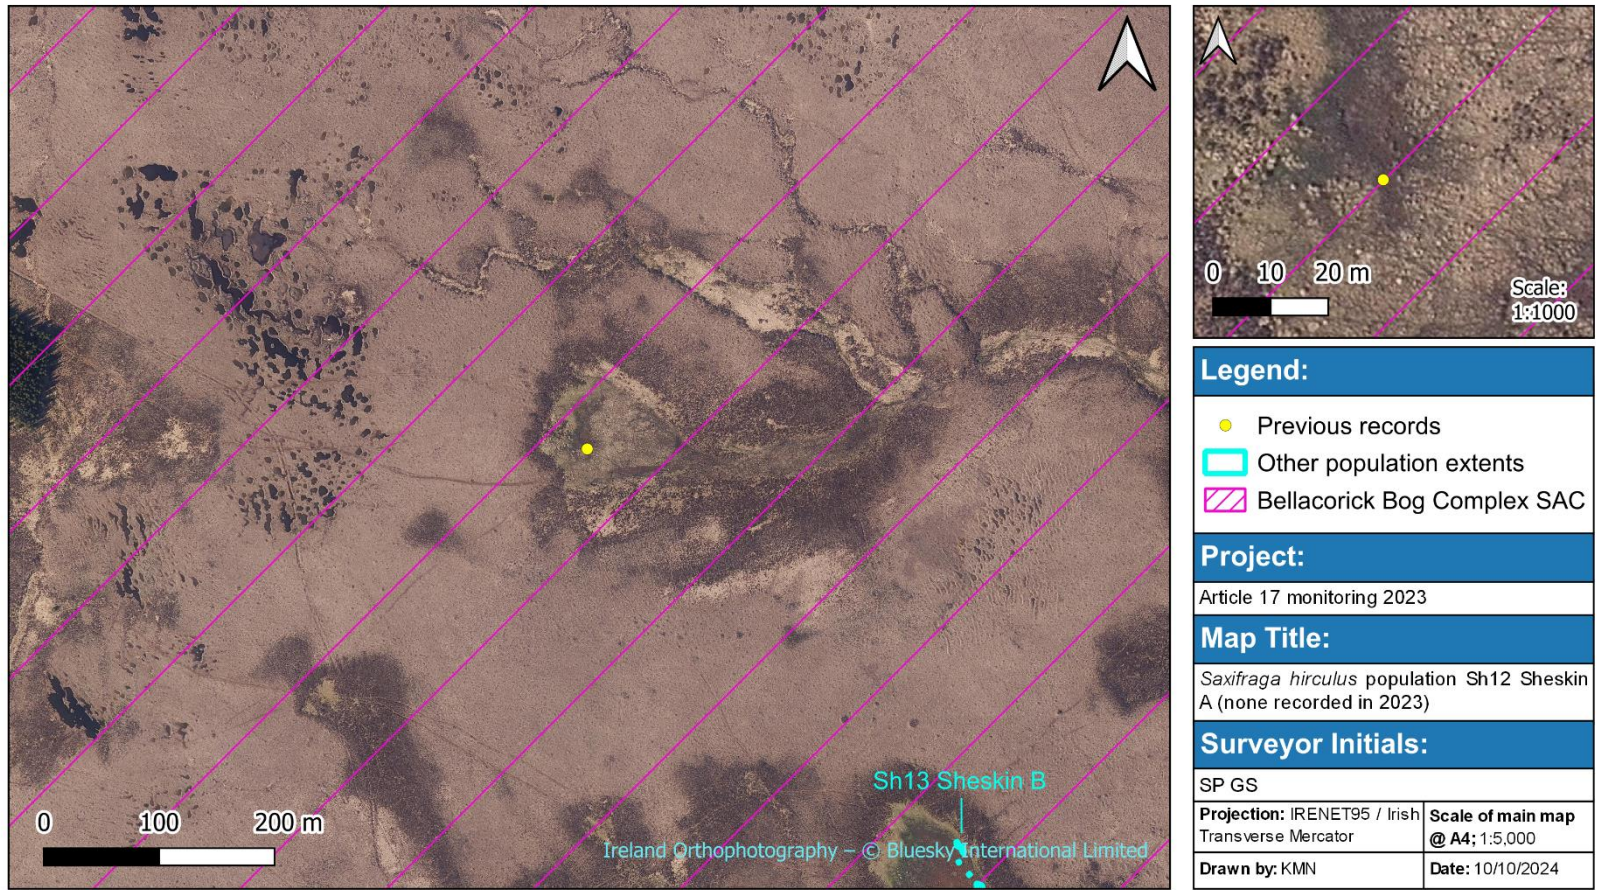 Sh13 Sheskin B
0 100 200 m
Ireland Orthophotography – © Bluesky International Limited
0 10 20 m
Scale:
1:1000
Legend:
Previous records
Other population extents
Bellacorick Bog Complex SAC
Project:
Article 17 monitoring 2023
Map Title:
Saxifraga hirculus population Sh12 Sheskin
A (none recorded in 2023)
Surveyor Initials:
SP GS
Projection: IRENET95 / Irish
Transverse Mercator
Scale of main map
@ A4; 1:5,000
Drawn by: KMN
Date: 10/10/2024